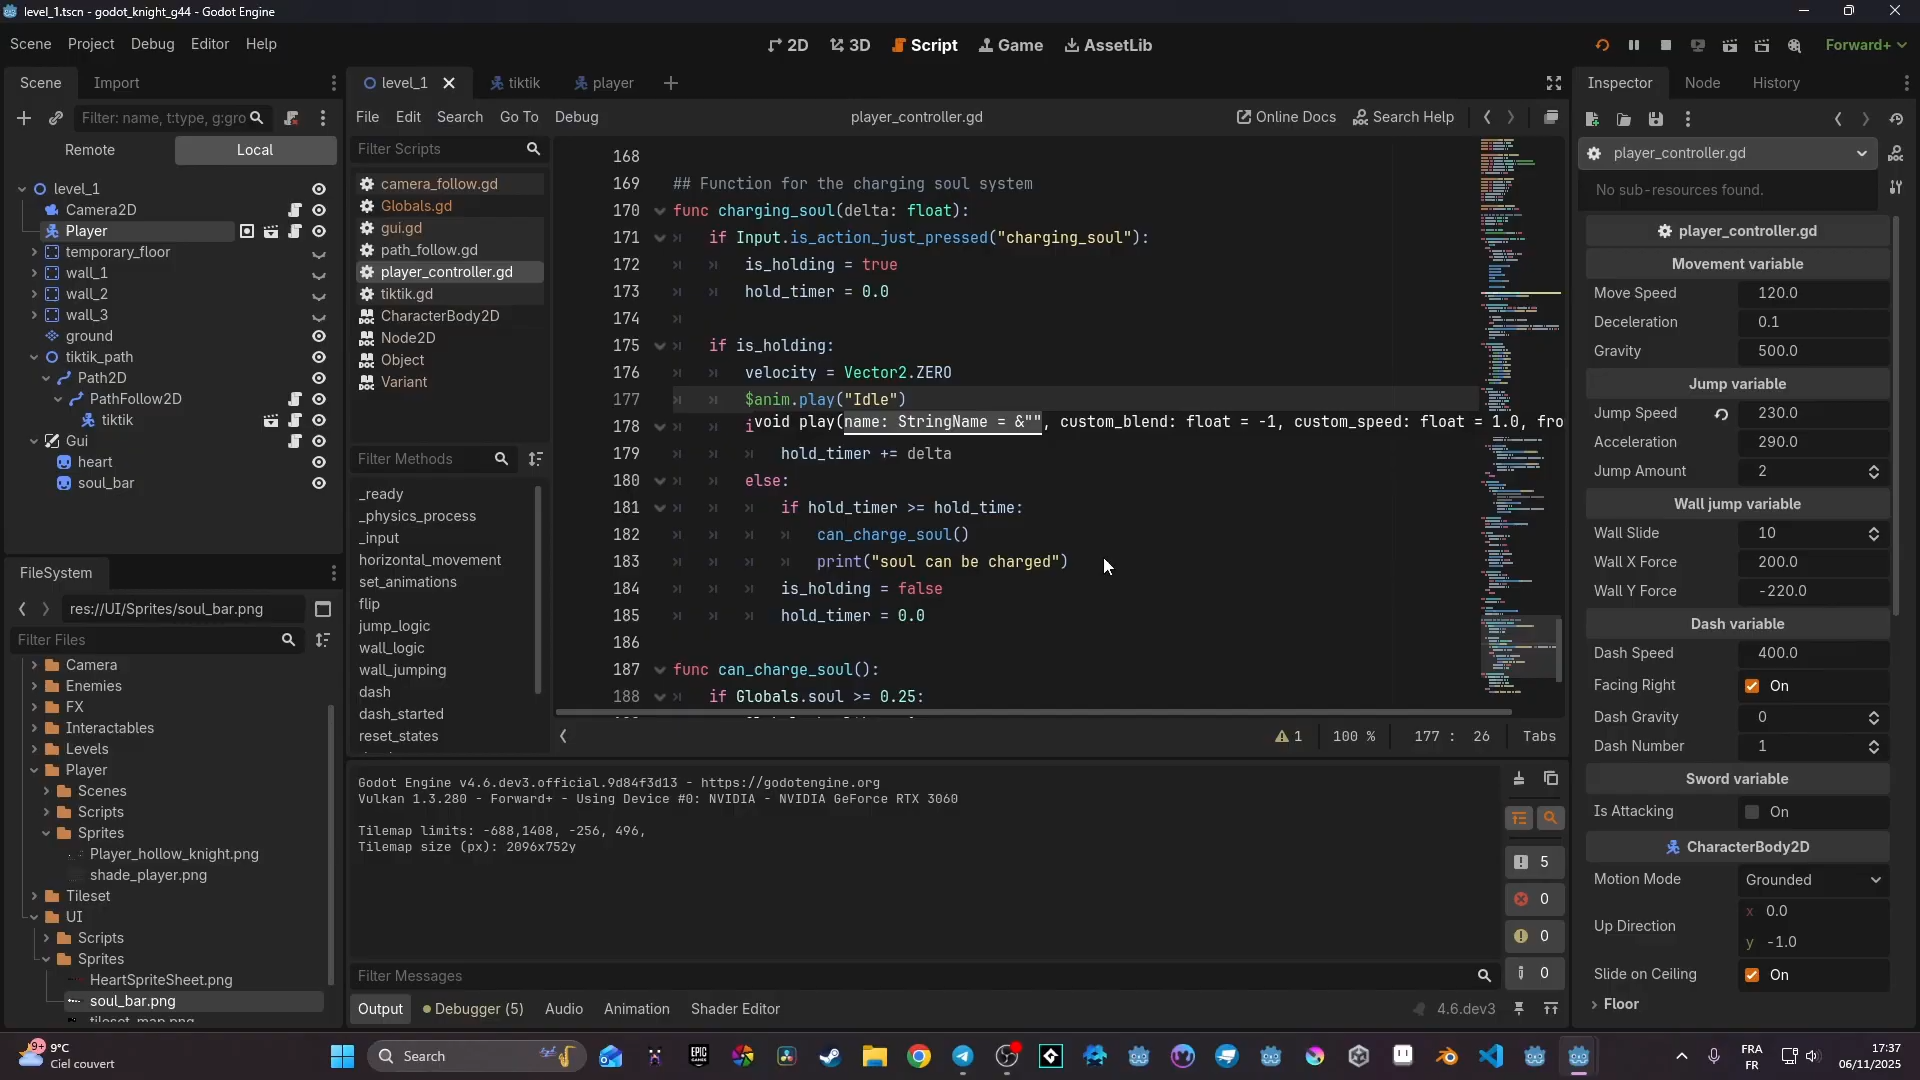 level_1.tscn - godot_knight_g44 - Godot Engine
Scene Project Debug Editor Help
2D 3D Script Game AssetLib
Forward+
Scene Import
level_1 tiktik player
Inspector Node History
Filter: name, t:type, g:gro
File Edit Search Go To Debug
player_controller.gd
Online Docs Search Help
Remote Local
Filter Scripts
player_controller.gd
No sub-resources found.
level_1
Camera2D
Player
temporary_floor
wall_1
wall_2
wall_3
ground
tiktik_path
Path2D
PathFollow2D
tiktik
Gui
heart
soul_bar
camera_follow.gd
Globals.gd
gui.gd
path_follow.gd
player_controller.gd
tiktik.gd
CharacterBody2D
Node2D
Object
Variant
Filter Methods
_ready
_physics_process
_input
horizontal_movement
set_animations
flip
jump_logic
wall_logic
wall_jumping
dash
dash_started
reset_states
168
169 ## Function for the charging soul system
170 func charging_soul(delta: float):
171 if Input.is_action_just_pressed("charging_soul"):
172 is_holding = true
173 hold_timer = 0.0
174
175 if is_holding:
176 velocity = Vector2.ZERO
177 $anim.play("Idle")
178 i void play(name: StringName = &"", custom_blend: float = -1, custom_speed: float = 1.0, fro
179 hold_timer += delta
180 else:
181 if hold_timer >= hold_time:
182 can_charge_soul()
183 print("soul can be charged")
184 is_holding = false
185 hold_timer = 0.0
186
187 func can_charge_soul():
188 if Globals.soul >= 0.25:
1 100 % 177 : 26 Tabs
FileSystem
res://UI/Sprites/soul_bar.png
Filter Files
Camera
Enemies
FX
Interactables
Levels
Player
Scenes
Scripts
Sprites
Player_hollow_knight.png
shade_player.png
Tileset
UI
Scripts
Sprites
HeartSpriteSheet.png
soul_bar.png
tileset_map.png
Godot Engine v4.6.dev3.official.9d84f3d13 - https://godotengine.org
Vulkan 1.3.280 - Forward+ - Using Device #0: NVIDIA - NVIDIA GeForce RTX 3060
Tilemap limits: -688,1408, -256, 496,
Tilemap size (px): 2096x752y
5
0
0
0
Filter Messages
Output Debugger (5) Audio Animation Shader Editor
4.6.dev3
player_controller.gd
Movement variable
Move Speed 120.0
Deceleration 0.1
Gravity 500.0
Jump variable
Jump Speed 230.0
Acceleration 290.0
Jump Amount 2
Wall jump variable
Wall Slide 10
Wall X Force 200.0
Wall Y Force -220.0
Dash variable
Dash Speed 400.0
Facing Right On
Dash Gravity 0
Dash Number 1
Sword variable
Is Attacking On
CharacterBody2D
Motion Mode Grounded
Up Direction
x 0.0
y -1.0
Slide on Ceiling On
Floor
9+ 9°C
Ciel couvert
Search
EPIC GAMES
FRA
FR
17:37
06/11/2025